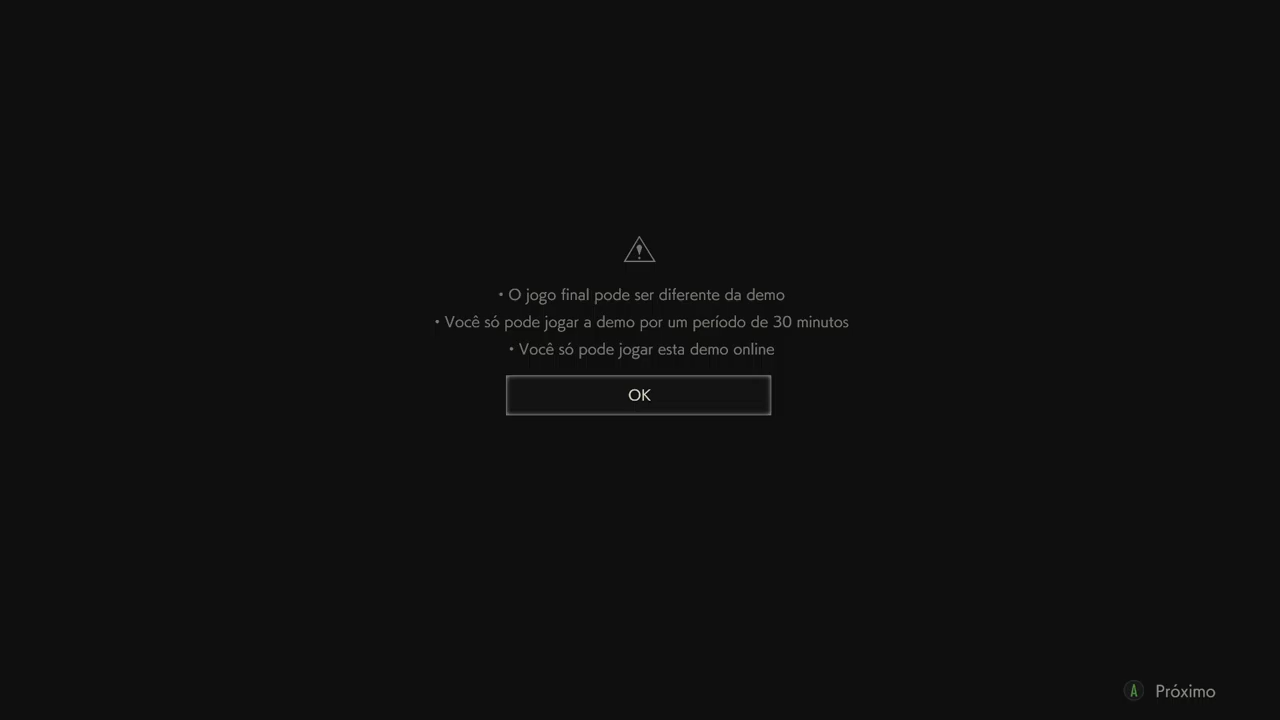 • O jogo final pode ser diferente da demo
• Você só pode jogar a demo por um período de 30 minutos
• Você só pode jogar esta demo online
OK
A Próximo